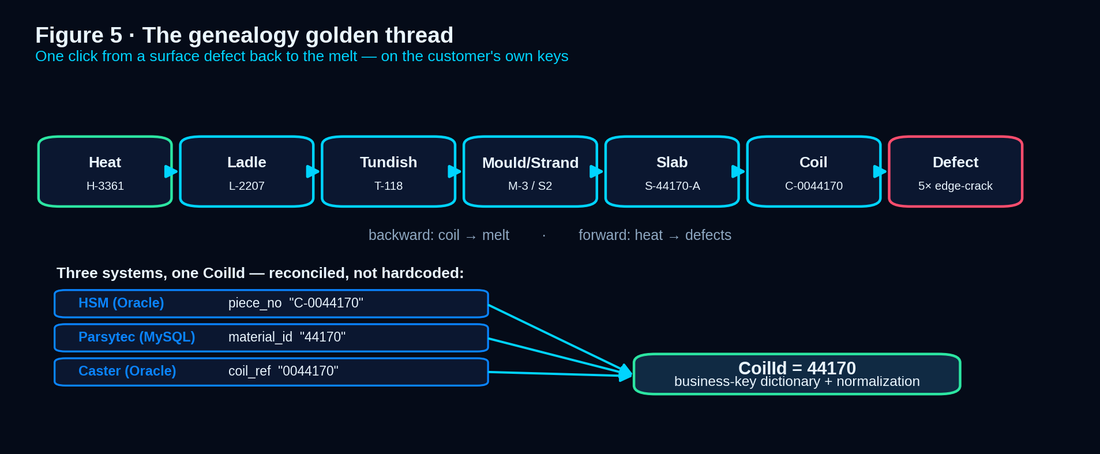 Figure 5 · The genealogy golden thread
One click from a surface defect back to the melt — on the customer's own keys
Heat
H-3361
Ladle
L-2207
Tundish
T-118
Mould/Strand
M-3 / S2
Slab
S-44170-A
Coil
C-0044170
Defect
5× edge-crack
backward: coil → melt · forward: heat → defects
Three systems, one CoilId — reconciled, not hardcoded:
HSM (Oracle) piece_no "C-0044170"
Parsytec (MySQL) material_id "44170"
Caster (Oracle) coil_ref "0044170"
CoilId = 44170
business-key dictionary + normalization